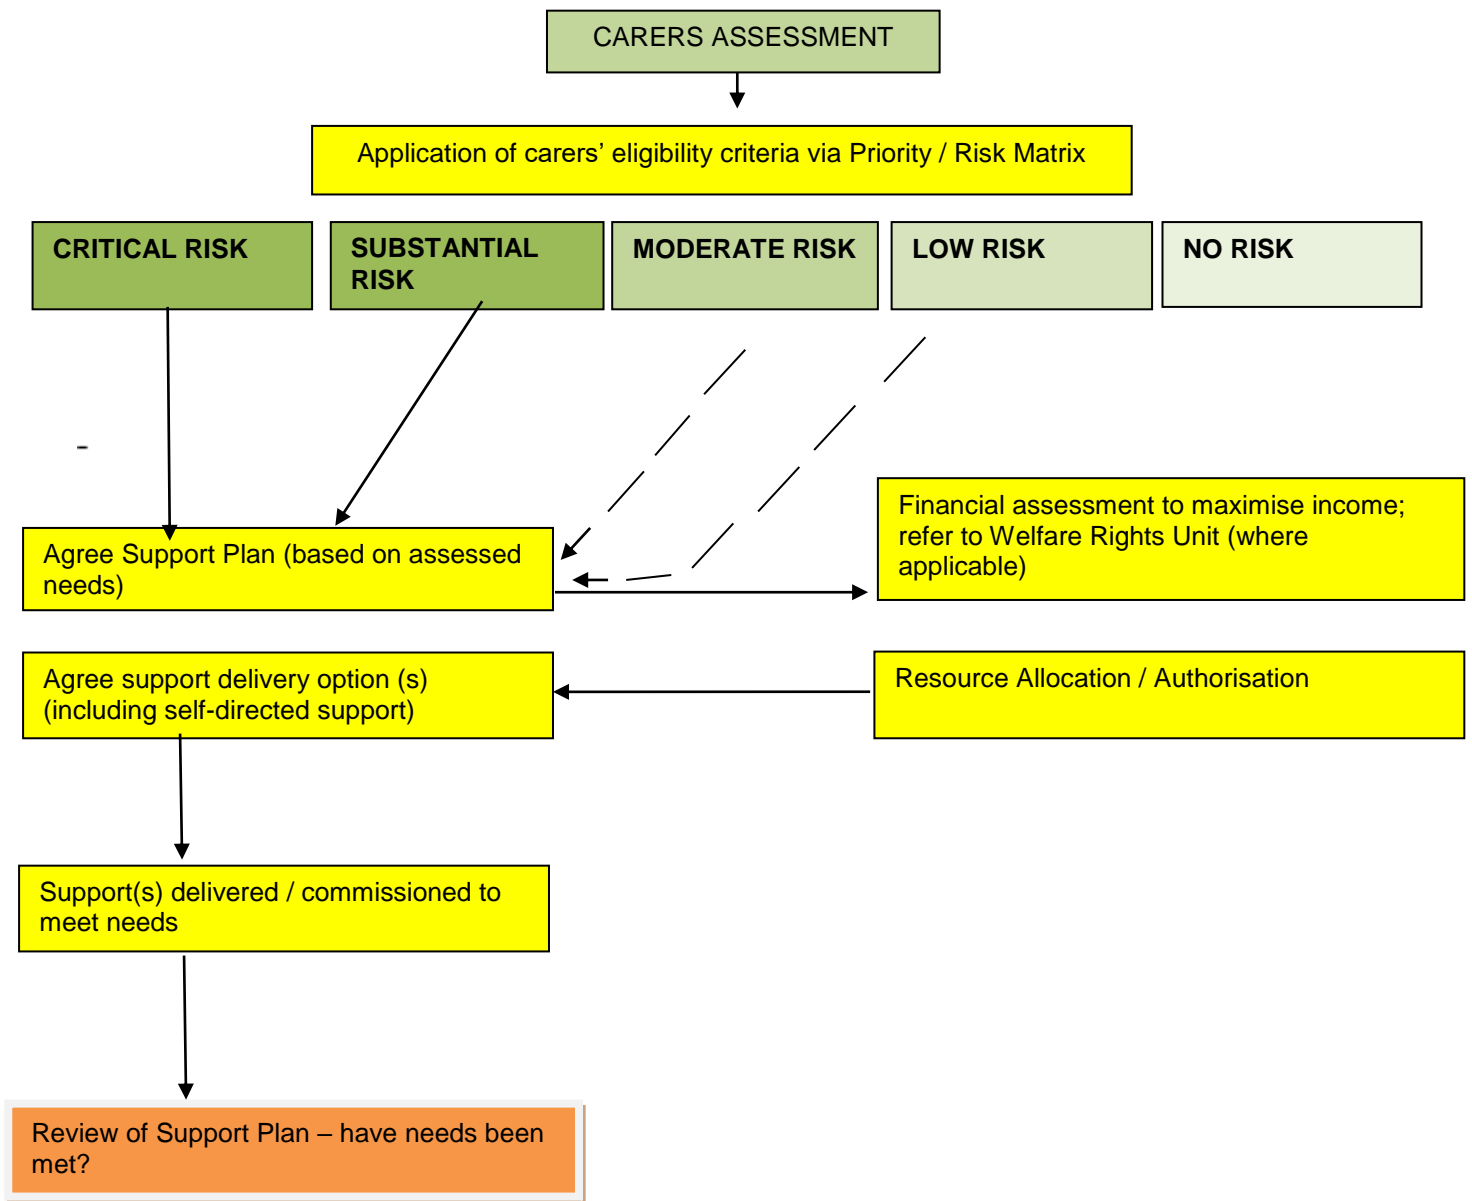 CARERS ASSESSMENT
Application of carers’ eligibility criteria via Priority / Risk Matrix
CRITICAL RISK
SUBSTANTIAL
RISK
MODERATE RISK
LOW RISK
NO RISK
Financial assessment to maximise income;
refer to Welfare Rights Unit (where
applicable)
Agree Support Plan (based on assessed
needs)
Agree support delivery option (s)
(including self-directed support)
Resource Allocation / Authorisation
Support(s) delivered / commissioned to
meet needs
Review of Support Plan – have needs been
met?